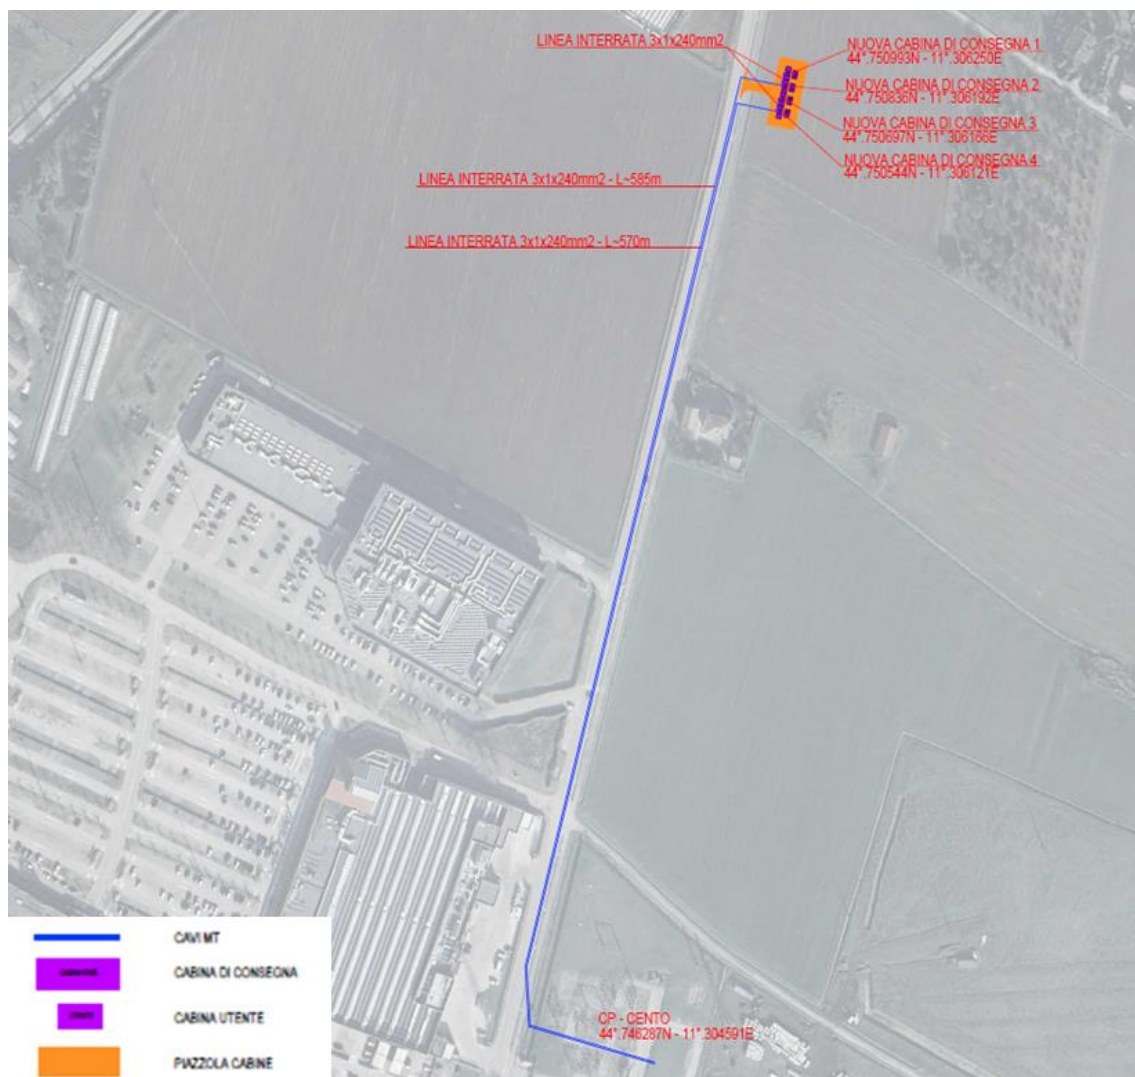 LINEA INTERRATA 3x1x240mm2
NUOVA CABINA DI CONSEGNA 1
44°.750993N - 11°.306250E
NUOVA CABINA DI CONSEGNA 2
44°.750836N - 11°.306192E
NUOVA CABINA DI CONSEGNA 3
44°.750697N - 11°.306166E
NUOVA CABINA DI CONSEGNA 4
44°.750544N - 11°.306121E
LINEA INTERRATA 3x1x240mm2 - L~585m
LINEA INTERRATA 3x1x240mm2 - L~570m
CP - CENTO
44°.746287N - 11°.304591E
CAVI MT
CABINA DI CONSEGNA
CABINA UTENTE
PIAZZOLA CABINE